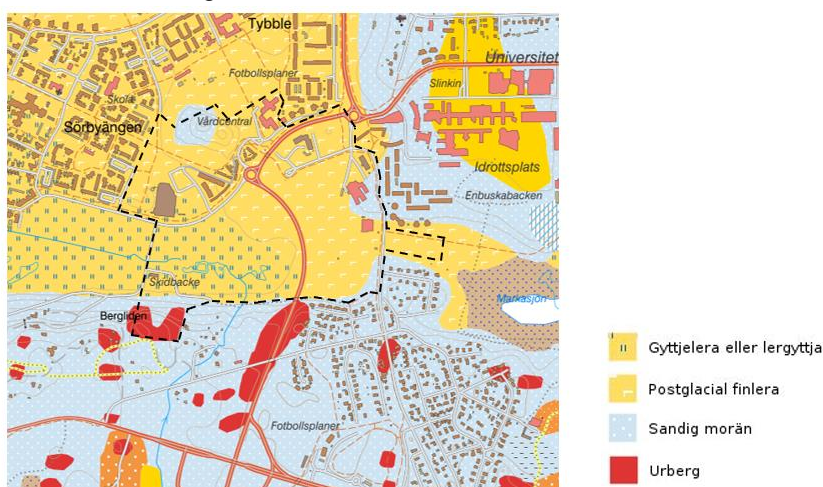 Tybble
Universitet
Fotbollsplaner
Slinkin
Skola
Vårdcentral
Sörbyängen
Idrottsplats
Enbuskabacken
Skidbacke
Markasjön
Bergliden
Gyttjelera eller lergyttja
Postglacial finlera
Sandig morän
Fotbollsplaner
Urberg